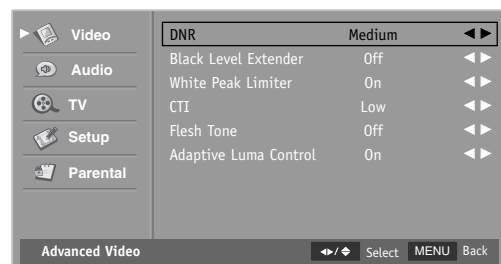 Video
Audio
TV
Setup
Parental
DNR Medium
Black Level Extender Off
White Peak Limiter On
CTI Low
Flesh Tone Off
Adaptive Luma Control On
Advanced Video Select MENU Back